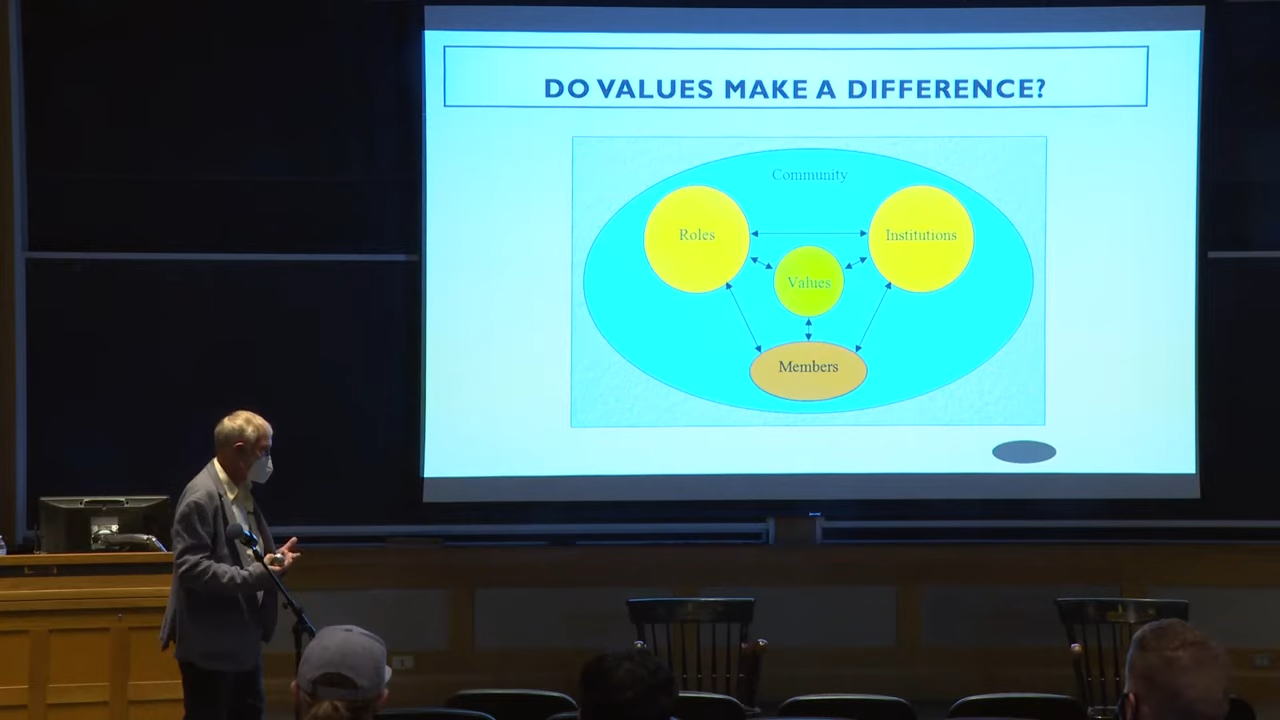 DO VALUES MAKE A DIFFERENCE?
Community
Roles
Institutions
Values
Members